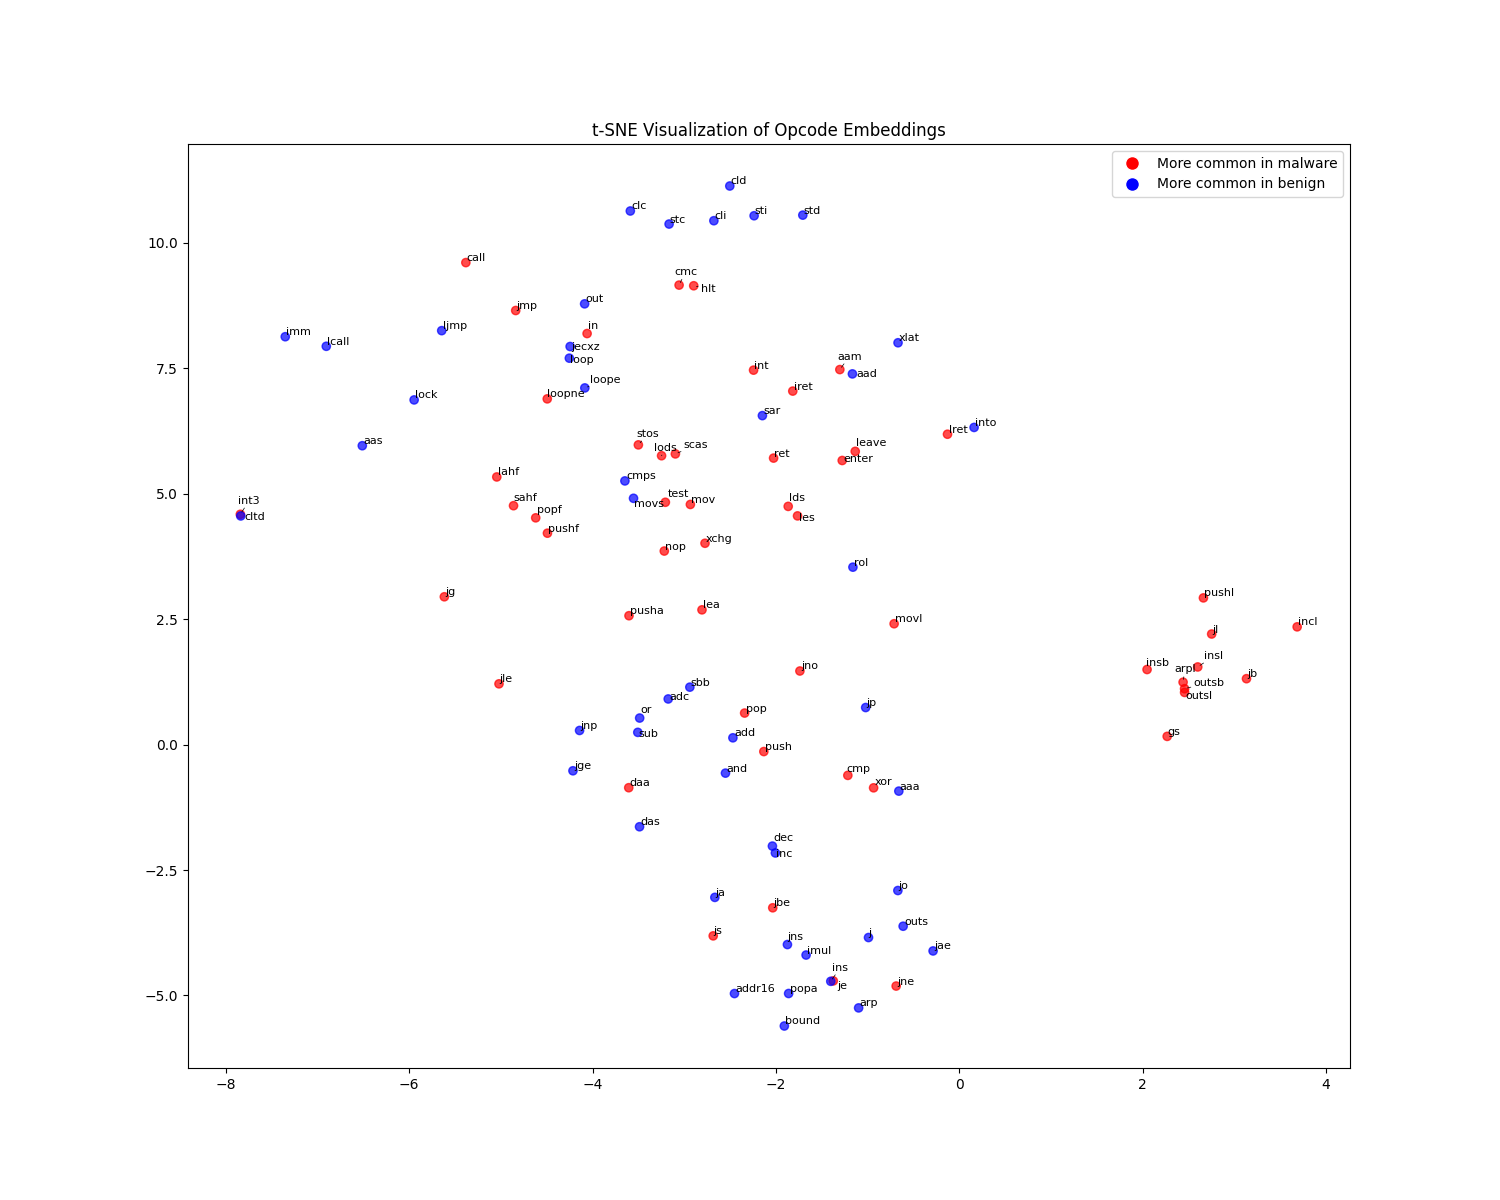 t-SNE Visualization of Opcode Embeddings
More common in malware
More common in benign
cld
clc
stc
cli
sti
std
10.0
call
cmc
hlt
jmp
out
imm
ljmp
in
lcall
jecxz
loop
xlat
7.5
int
aam
aad
loope
loopne
iret
lock
sar
into
lret
aas
stos
lods
scas
leave
ret
enter
lahf
cmps
5.0
int3
cltd
sahf
popf
pushf
movs
test
mov
lds
les
nop
xchg
rol
jg
pusha
lea
movl
pushl
jl
incl
2.5
jno
insb
arpl
insl
jb
outsb
outsl
jle
sbb
adc
or
sub
jnp
pop
add
push
jp
gs
0.0
jge
daa
and
cmp
xor
aaa
das
dec
inc
−2.5
ja
jbe
jo
js
ins
imul
j
outs
jae
ins
je
jne
−5.0
addr16
popa
arp
bound
−8
−6
−4
−2
0
2
4